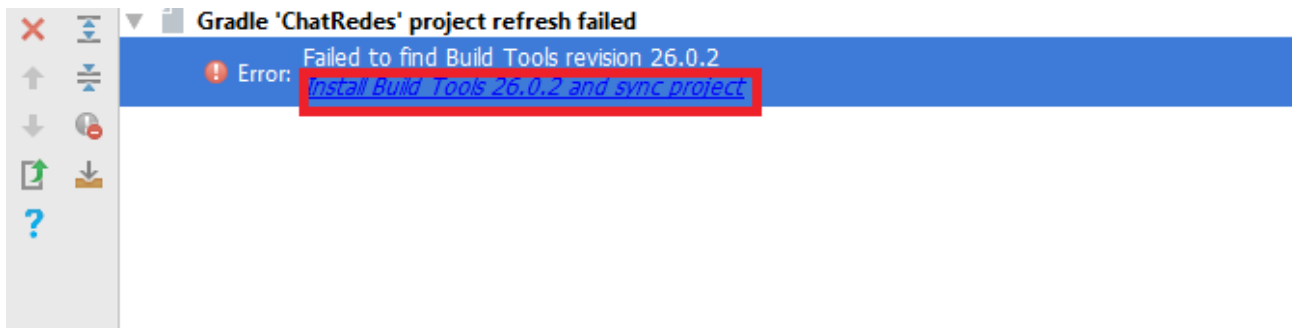 Gradle 'ChatRedes' project refresh failed
Error:
Failed to find Build Tools revision 26.0.2
Install Build Tools 26.0.2 and sync project